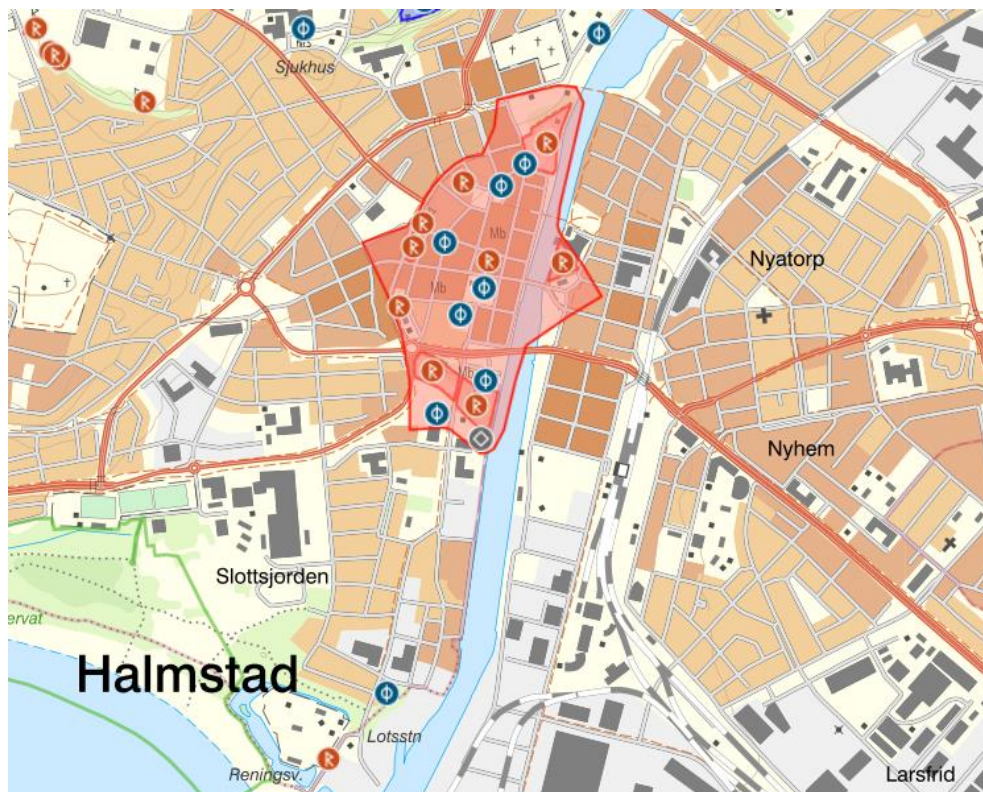 Sjukhus
Mb
Nyatorp
Mb
Mb
Nyhem
Slottsjorden
ervat
Halmstad
Lotsstn
Reningsv.
Larsfrid